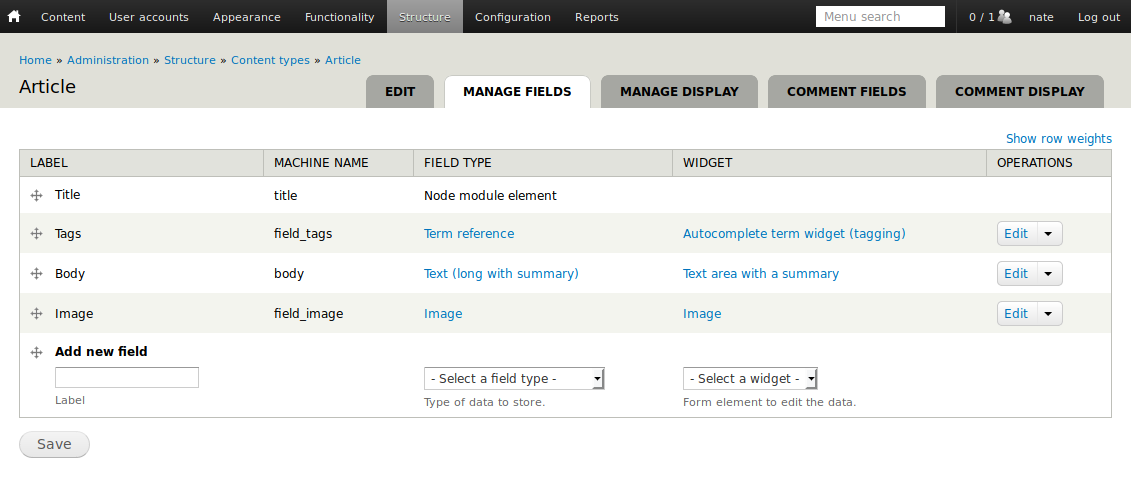 Content User accounts Appearance Functionality Structure Configuration Reports Menu search 0 / 1 nate Log out
Home » Administration » Structure » Content types » Article
Article
EDIT MANAGE FIELDS MANAGE DISPLAY COMMENT FIELDS COMMENT DISPLAY
Show row weights
LABEL MACHINE NAME FIELD TYPE WIDGET OPERATIONS
Title title Node module element
Tags field_tags Term reference Autocomplete term widget (tagging) Edit
Body body Text (long with summary) Text area with a summary Edit
Image field_image Image Image Edit
Add new field
- Select a field type - - Select a widget -
Label Type of data to store. Form element to edit the data.
Save